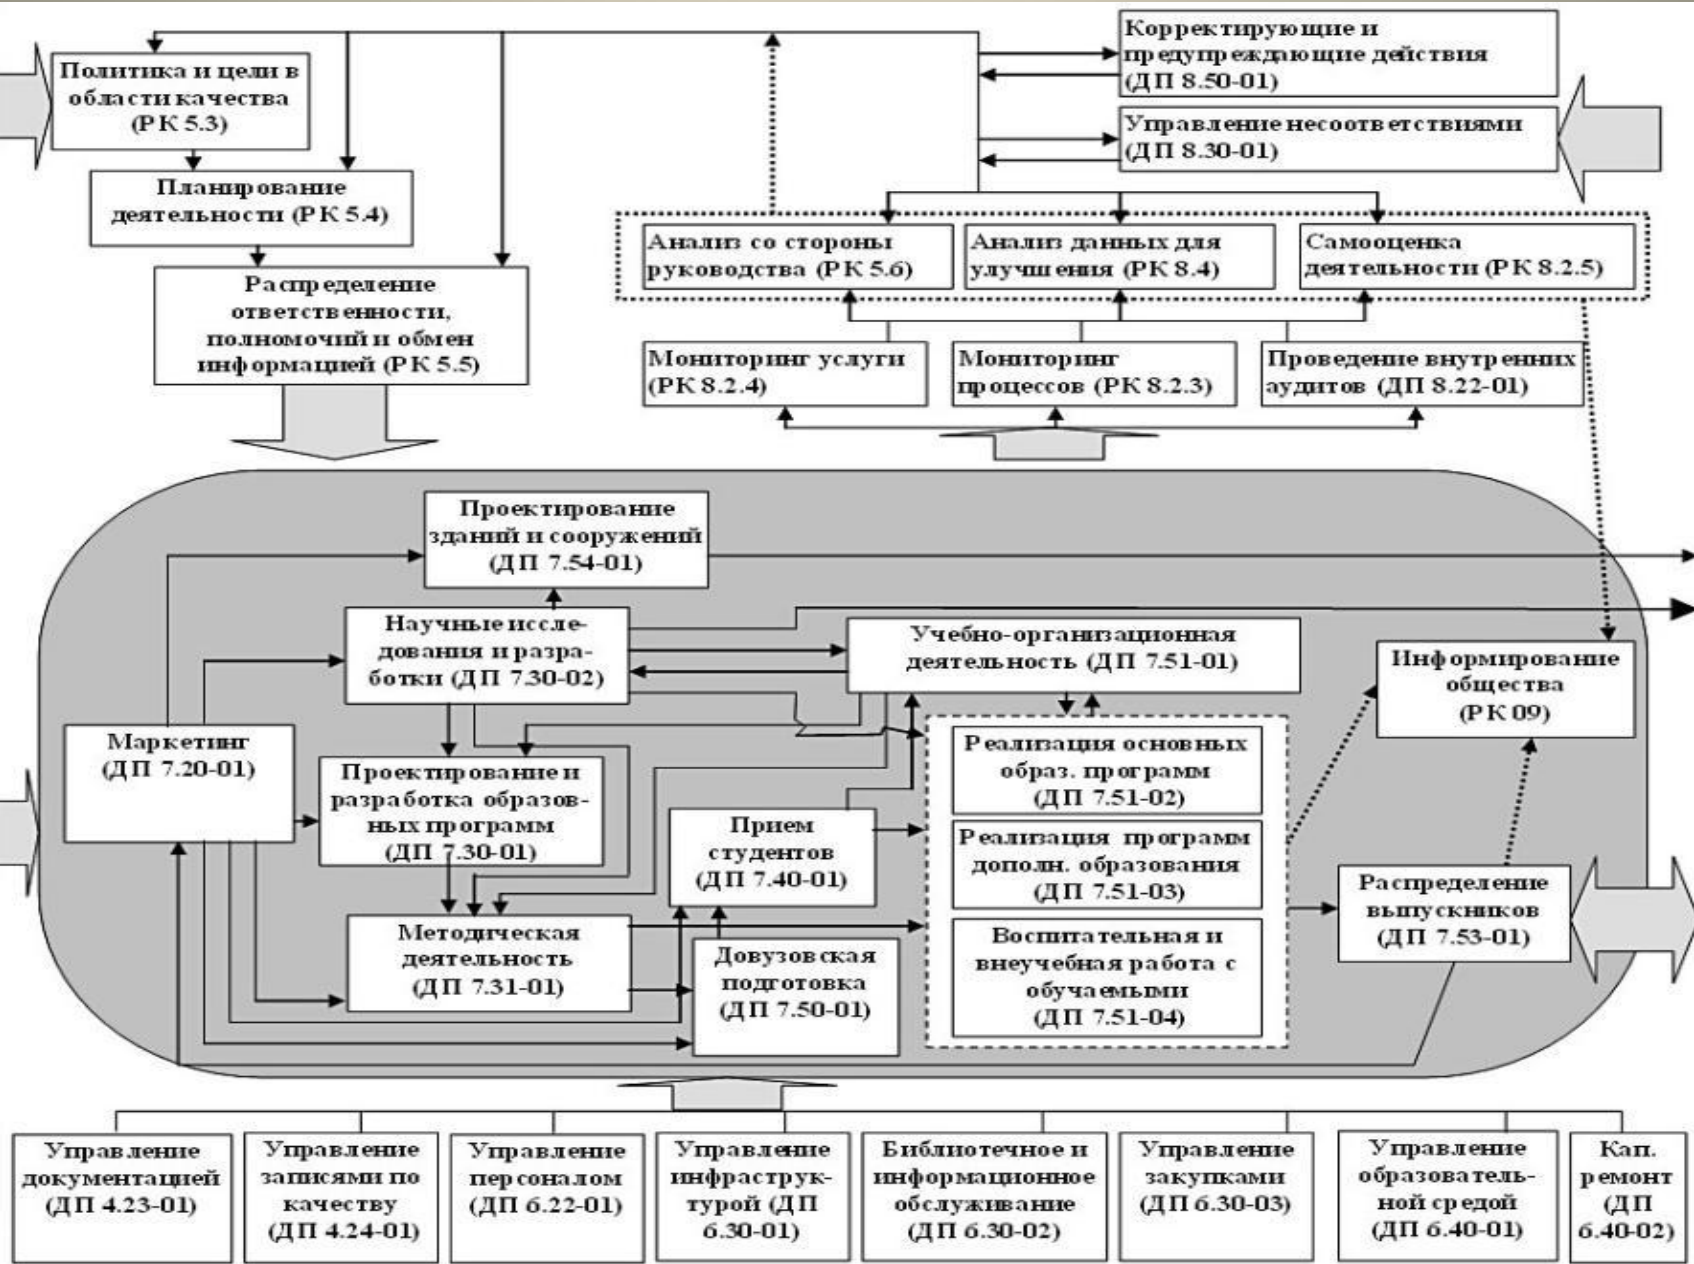 Корректирующие и
предупреждающие действия
(ДП 8.50-01)
Политика и цели в
области качества
(РК 5.3)
Управление несоответствиями
(ДП 8.30-01)
Планирование
деятельности (РК 5.4)
Анализ со стороны
руководства (РК 5.6)
Анализ данных для
улучшения (РК 8.4)
Самооценка
деятельности (РК 8.2.5)
Распределение
ответственности,
полномочий и обмен
информацией (РК 5.5)
Мониторинг услуги
(РК 8.2.4)
Мониторинг
процессов (РК 8.2.3)
Проведение внутренних
аудитов (ДП 8.22-01)
Проектирование
зданий и сооружений
(ДП 7.54-01)
Научные иссле-
дования и разра-
ботки (ДП 7.30-02)
Учебно-организационная
деятельность (ДП 7.51-01)
Информирование
общества
(РК 09)
Маркетинг
(ДП 7.20-01)
Проектирование и
разработка образов-
ных программ
(ДП 7.30-01)
Реализация основных
образ. программ
(ДП 7.51-02)
Прием
студентов
(ДП 7.40-01)
Реализация программ
дополн. образования
(ДП 7.51-03)
Распределение
выпускников
(ДП 7.53-01)
Методическая
деятельность
(ДП 7.31-01)
Довузовская
подготовка
(ДП 7.50-01)
Воспитательная и
внеучебная работа с
обучаемыми
(ДП 7.51-04)
Управление
документацией
(ДП 4.23-01)
Управление
записями по
качеству
(ДП 4.24-01)
Управление
персоналом
(ДП 6.22-01)
Управление
инфраструк-
турой (ДП
6.30-01)
Библиотечное и
информационное
обслуживание
(ДП 6.30-02)
Управление
закупками
(ДП 6.30-03)
Управление
образователь-
ной средой
(ДП 6.40-01)
Кап.
ремонт
(ДП
6.40-02)